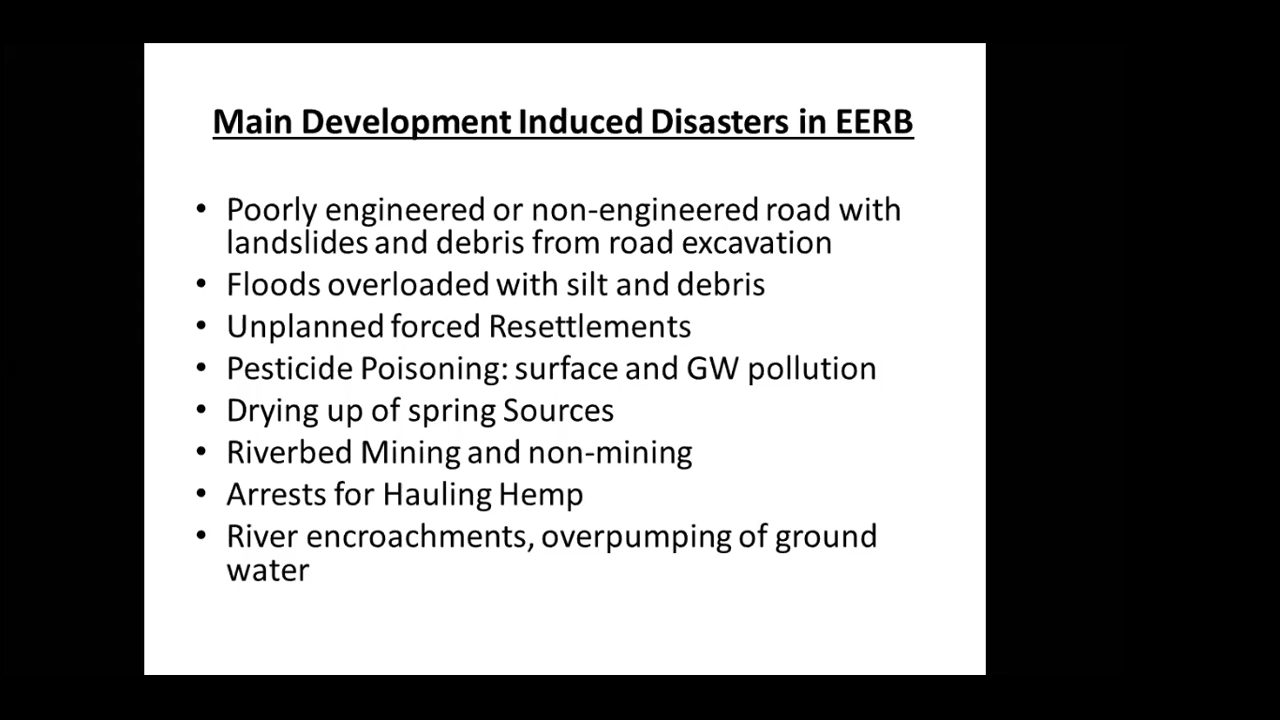 Main Development Induced Disasters in EERB
• Poorly engineered or non-engineered road with
landslides and debris from road excavation
• Floods overloaded with silt and debris
• Unplanned forced Resettlements
• Pesticide Poisoning: surface and GW pollution
• Drying up of spring Sources
• Riverbed Mining and non-mining
• Arrests for Hauling Hemp
• River encroachments, overpumping of ground
water